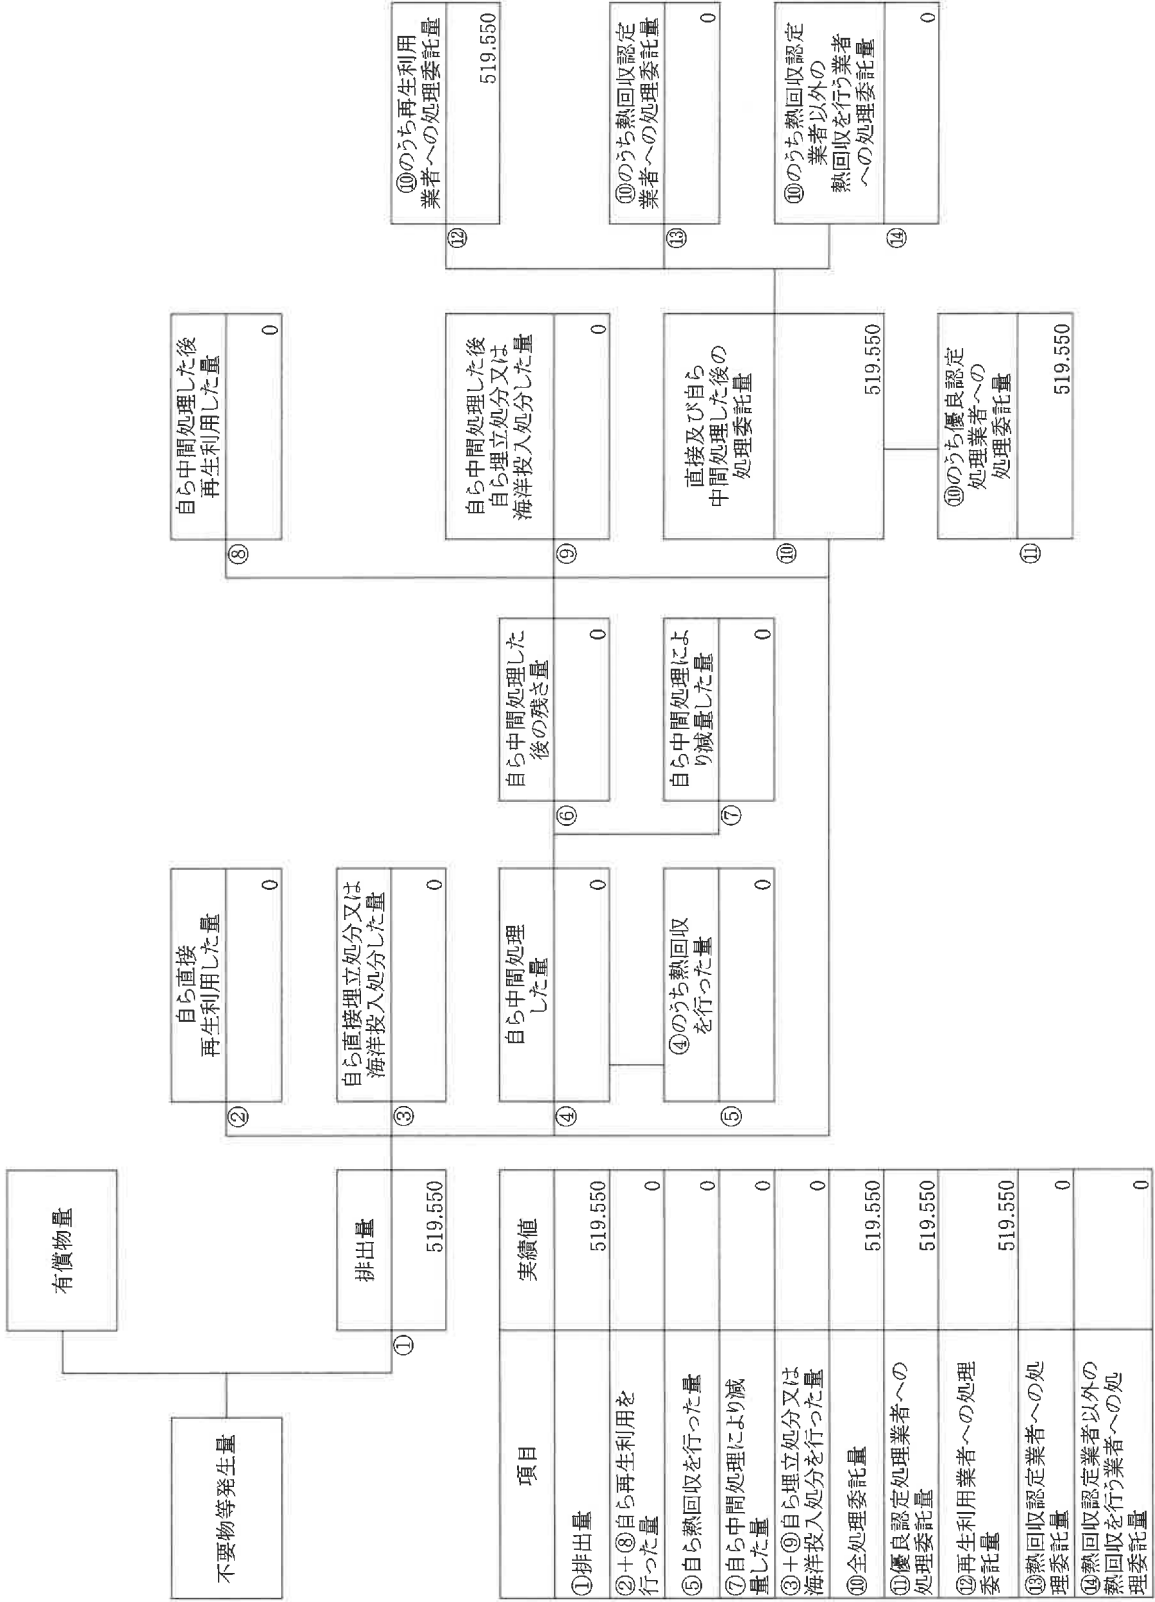 有償物量
不要物等発生量
排出量
①
519.550
自ら直接
再生利用した量
②
0
自ら直接埋立処分又は
海洋投入処分した量
③
0
自ら中間処理
した量
④
0
④のうち熱回収
を行った量
⑤
0
自ら中間処理した
後の残さ量
⑥
0
自ら中間処理によ
り減量した量
⑦
0
自ら中間処理した後
再生利用した量
⑧
0
自ら中間処理した後
自ら埋立処分又は
海洋投入処分した量
⑨
0
直接及び自ら
中間処理した後の
処理委託量
⑩
519.550
⑩のうち優良認定
処理業者への
処理委託量
⑪
519.550
⑩のうち再生利用
業者への処理委託量
⑫
519.550
⑩のうち熱回収認定
業者への処理委託量
⑬
0
⑩のうち熱回収認定
業者以外の
熱回収を行う業者
への処理委託量
⑭
0
項目 実績値
①排出量 519.550
②＋⑧自ら再生利用を
行った量 0
⑤自ら熱回収を行った量 0
⑦自ら中間処理により減
量した量 0
③＋⑨自ら埋立処分又は
海洋投入処分を行った量 0
⑩全処理委託量 519.550
⑪優良認定処理業者への
処理委託量 519.550
⑫再生利用業者への処理
委託量 519.550
⑬熱回収認定業者への処
理委託量 0
⑭熱回収認定業者以外の
熱回収を行う業者への処
理委託量 0